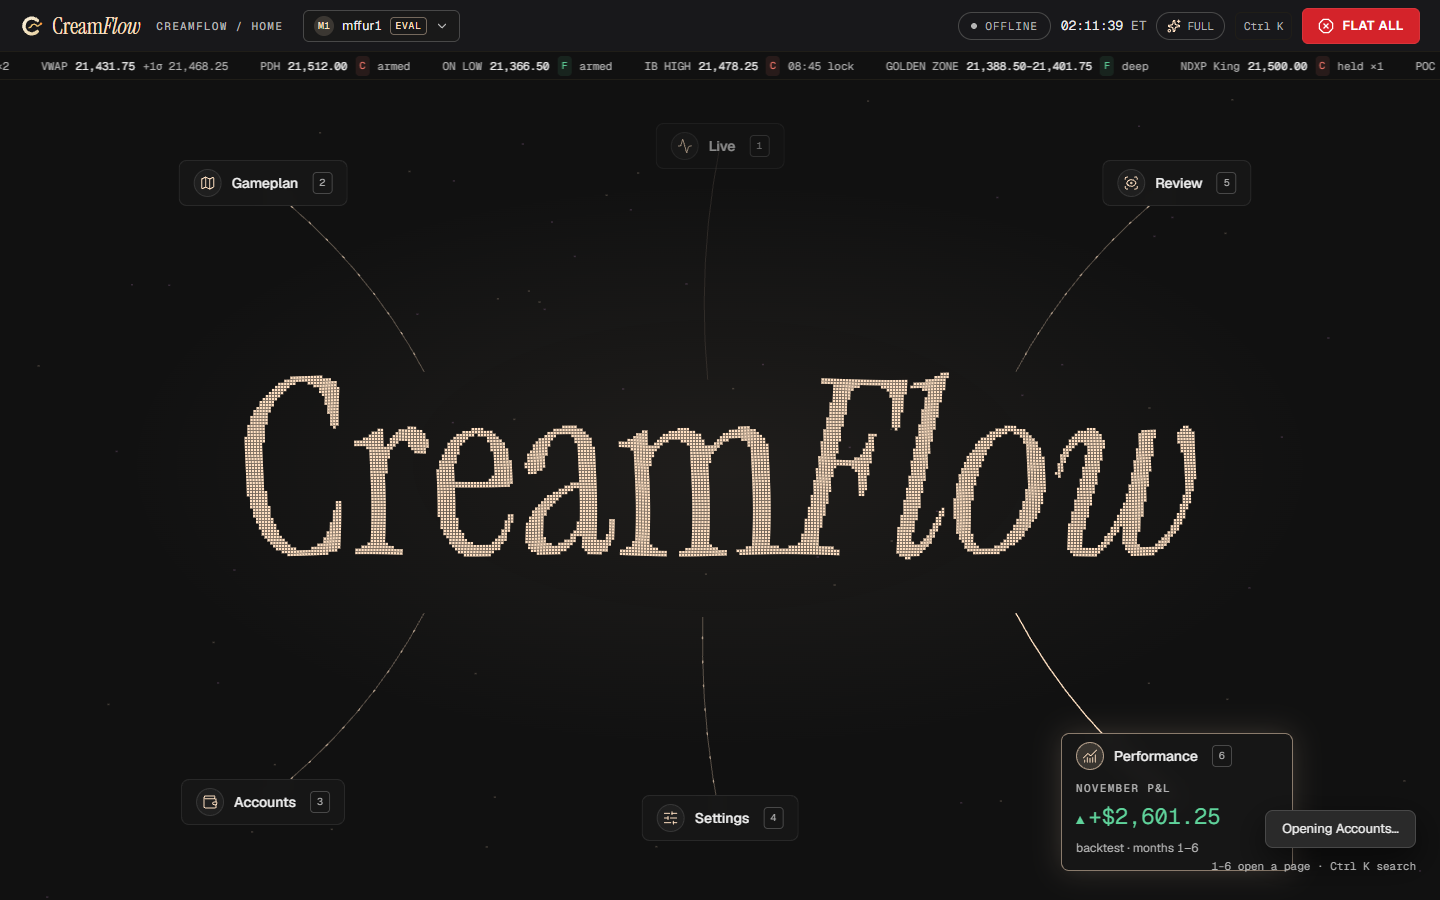 CreamFlow CREAMFLOW / HOME M1 mffur1 EVAL OFFLINE 02:11:39 ET FULL Ctrl K FLAT ALL
×2 VWAP 21,431.75 +1σ 21,468.25 PDH 21,512.00 C armed ON LOW 21,366.50 F armed IB HIGH 21,478.25 C 08:45 lock GOLDEN ZONE 21,388.50–21,401.75 F deep NDXP King 21,500.00 C held ×1 POC
Live 1
Gameplan 2
Review 5
CreamFlow
Performance 6
NOVEMBER P&L
▲+$2,601.25
backtest · months 1–6
Accounts 3
Settings 4
Opening Accounts…
1–6 open a page · Ctrl K search